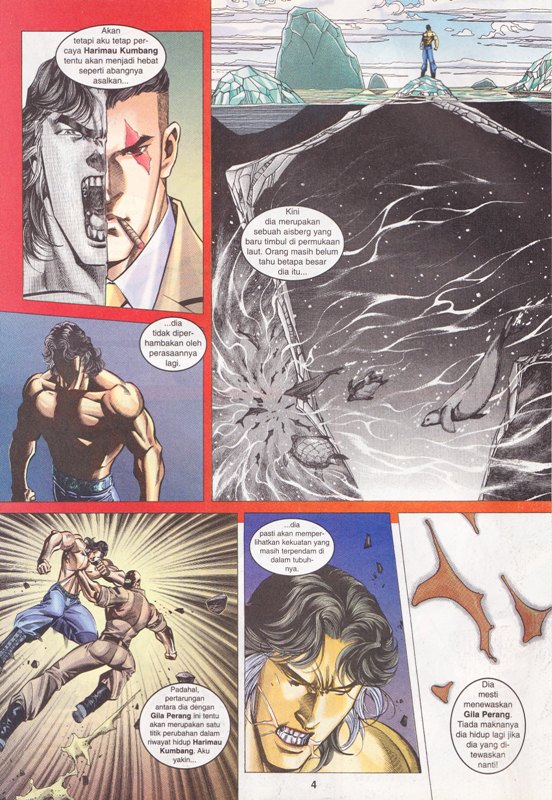 Akan
tetapi aku tetap per-
caya Harimau Kumbang
tentu akan menjadi hebat
seperti abangnya
asalkan...
Kini
dia merupakan
sebuah aisberg yang
baru timbul di permukaan
laut. Orang masih belum
tahu betapa besar
dia itu...
...dia
tidak diper-
hambakan oleh
perasaannya
lagi.
Padahal,
pertarungan
antara dia dengan
Gila Perang ini tentu
akan merupakan satu
titik perubahan dalam
riwayat hidup Harimau
Kumbang. Aku
yakin...
...dia
pasti akan memper-
lihatkan kekuatan yang
masih terpendam di
dalam tubuh-
nya.
Dia
mesti
menewaskan
Gila Perang.
Tiada maknanya
dia hidup lagi jika
dia yang di-
tewaskan
nanti!
4